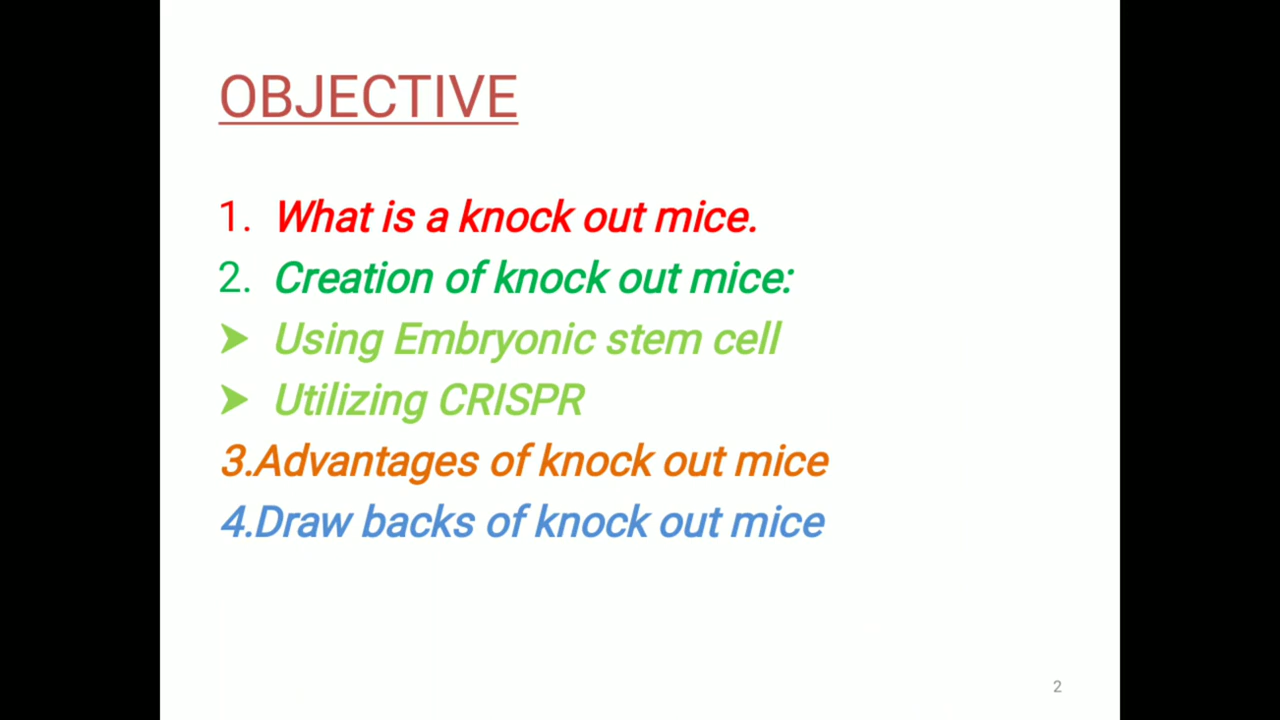 OBJECTIVE
1. What is a knock out mice.
2. Creation of knock out mice:
➤ Using Embryonic stem cell
➤ Utilizing CRISPR
3.Advantages of knock out mice
4.Draw backs of knock out mice
2